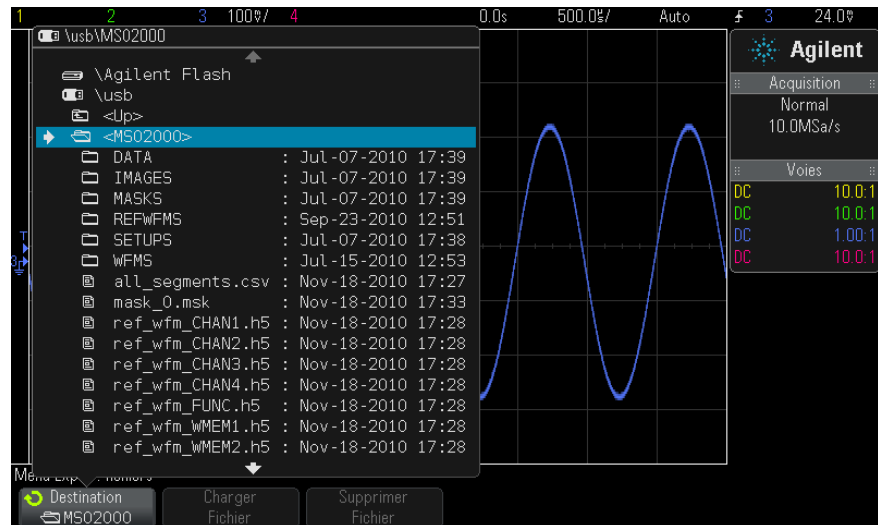 1 2 3 100V/ 4 0.0s 500.0 Auto 3 24.0V
\usb\MSO2000
\Agilent Flash
\usb
<Up>
<MSO2000>
DATA : Jul-07-2010 17:39
IMAGES : Jul-07-2010 17:39
MASKS : Jul-07-2010 17:39
REFWFMS : Sep-23-2010 12:51
SETUPS : Jul-07-2010 17:38
WFMS : Jul-15-2010 12:53
all_segments.csv : Nov-18-2010 17:27
mask_0.msk : Nov-18-2010 17:33
ref_wfm_CHAN1.h5 : Nov-18-2010 17:28
ref_wfm_CHAN2.h5 : Nov-18-2010 17:28
ref_wfm_CHAN3.h5 : Nov-18-2010 17:28
ref_wfm_CHAN4.h5 : Nov-18-2010 17:28
ref_wfm_FUNC.h5 : Nov-18-2010 17:28
ref_wfm_WMEM1.h5 : Nov-18-2010 17:28
ref_wfm_WMEM2.h5 : Nov-18-2010 17:28
T
3
Agilent
Acquisition
Normal
10.0MSa/s
Voies
DC 10.0:1
DC 10.0:1
DC 1.00:1
DC 10.0:1
Menu
Destination
MSO2000
Charger
Fichier
Supprimer
Fichier